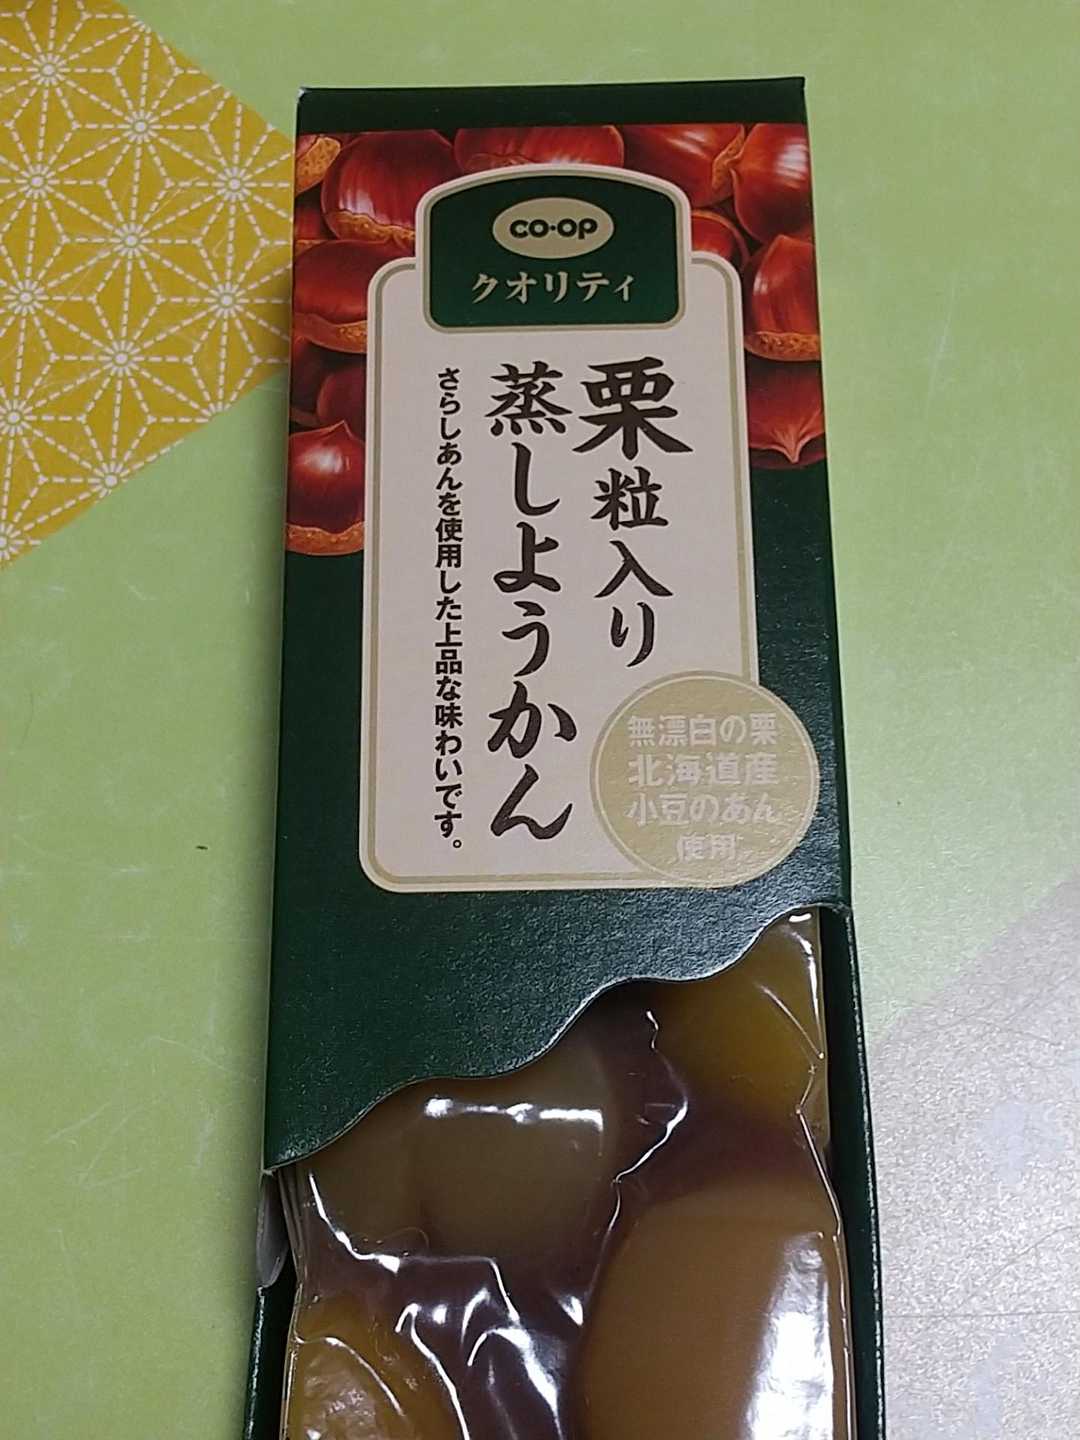 CO·OP
クオリティ
栗粒入り
蒸しようかん
さらしあんを使用した上品な味わいです。
無漂白の栗
北海道産
小豆のあん
使用